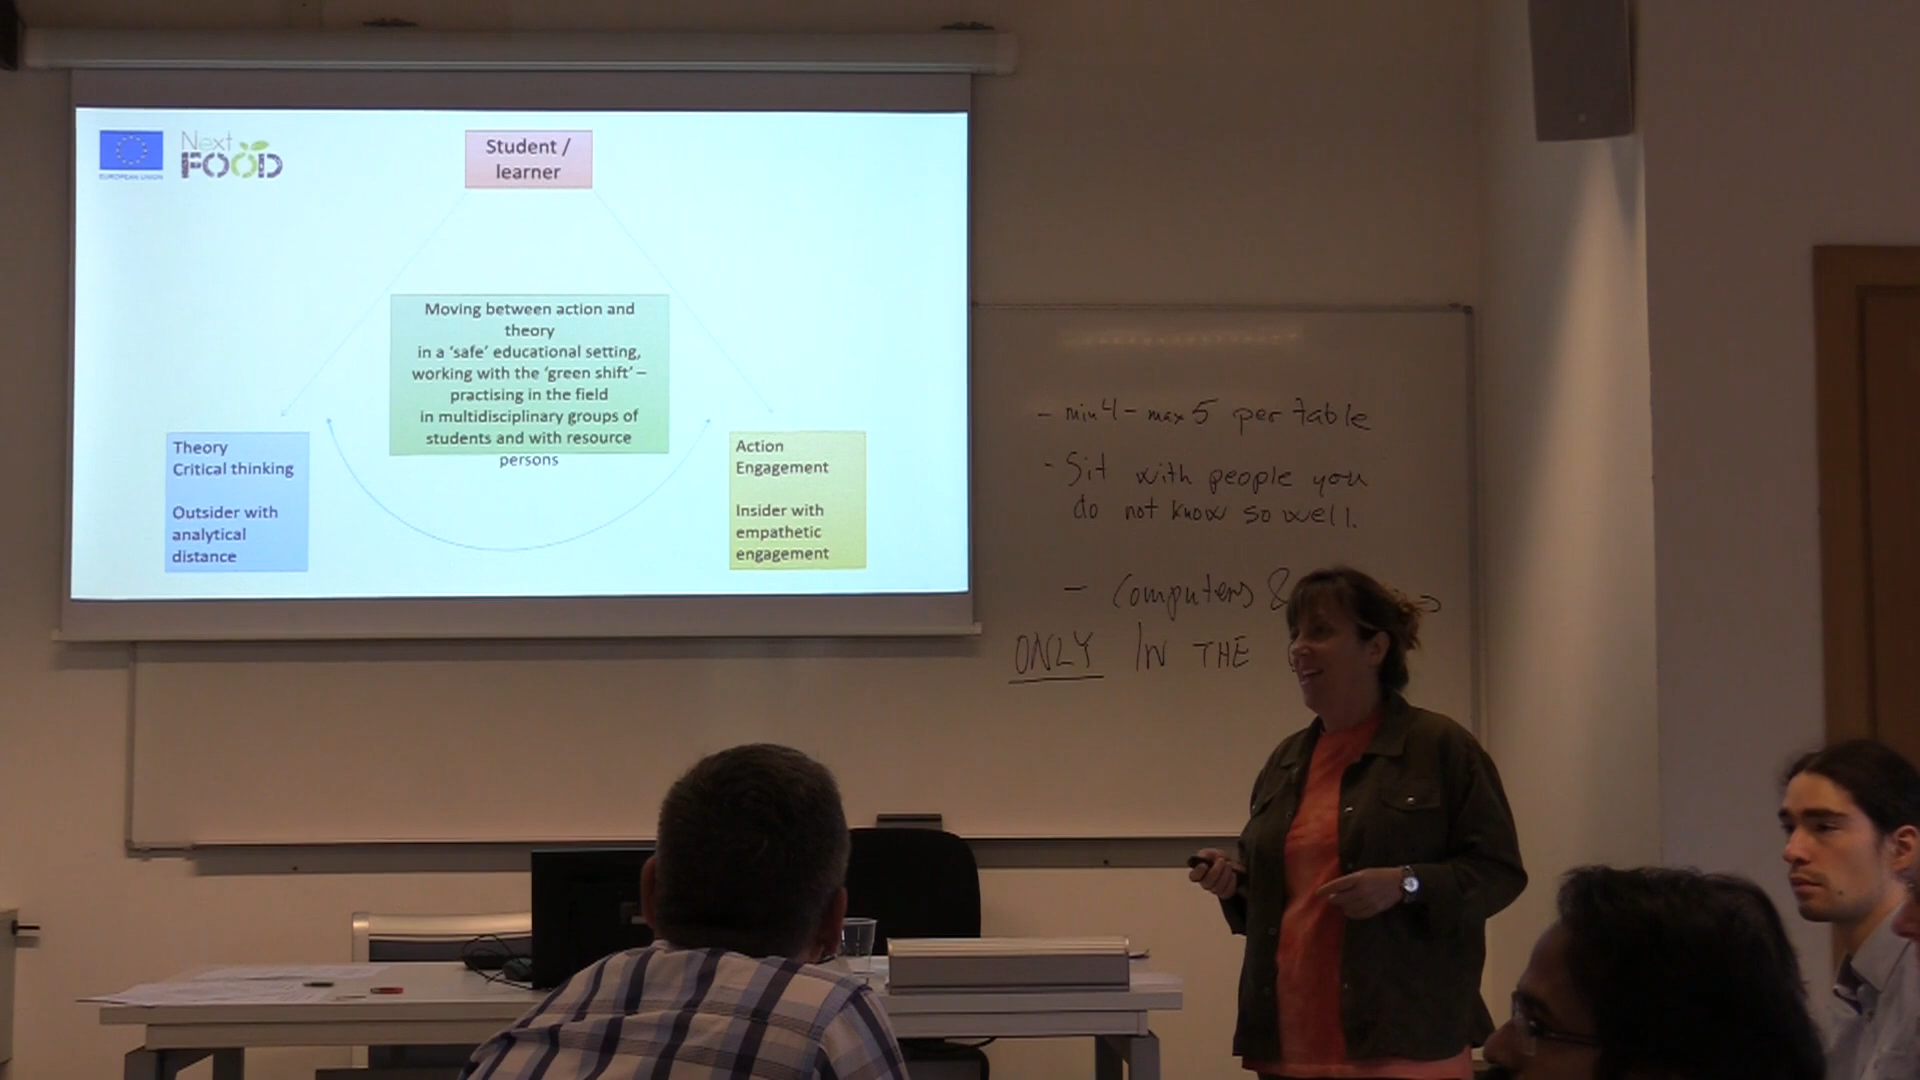 EUROPEAN UNION
Next
FOOD
Student /
learner
Moving between action and
theory
in a ‘safe’ educational setting,
working with the ‘green shift’ –
practising in the field
in multidisciplinary groups of
students and with resource
persons
Theory
Critical thinking
Outsider with
analytical
distance
Action
Engagement
Insider with
empathetic
engagement
- min 4 - max 5 per table
- Sit with people you
do not know so well.
- Computers &
ONLY IN THE